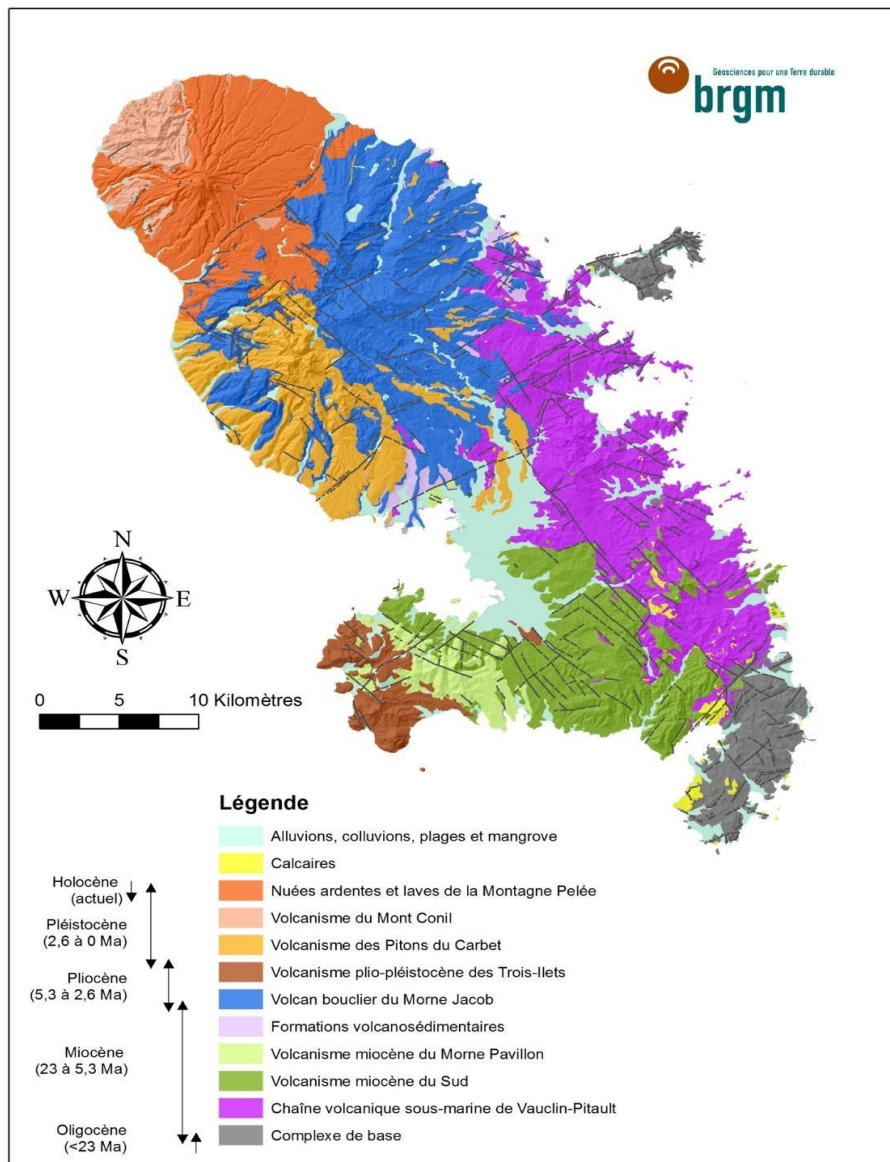 Géosciences pour une Terre durable
brgm
N
W
E
S
0
5
10 Kilomètres
Légende
Alluvions, colluvions, plages et mangrove
Calcaires
Nuées ardentes et laves de la Montagne Pelée
Volcanisme du Mont Conil
Volcanisme des Pitons du Carbet
Volcanisme plio-pléistocène des Trois-Ilets
Volcan bouclier du Morne Jacob
Formations volcanosédimentaires
Volcanisme miocène du Morne Pavillon
Volcanisme miocène du Sud
Chaîne volcanique sous-marine de Vauclin-Pitault
Complexe de base
Holocène
(actuel)
Pléistocène
(2,6 à 0 Ma)
Pliocène
(5,3 à 2,6 Ma)
Miocène
(23 à 5,3 Ma)
Oligocène
(<23 Ma)